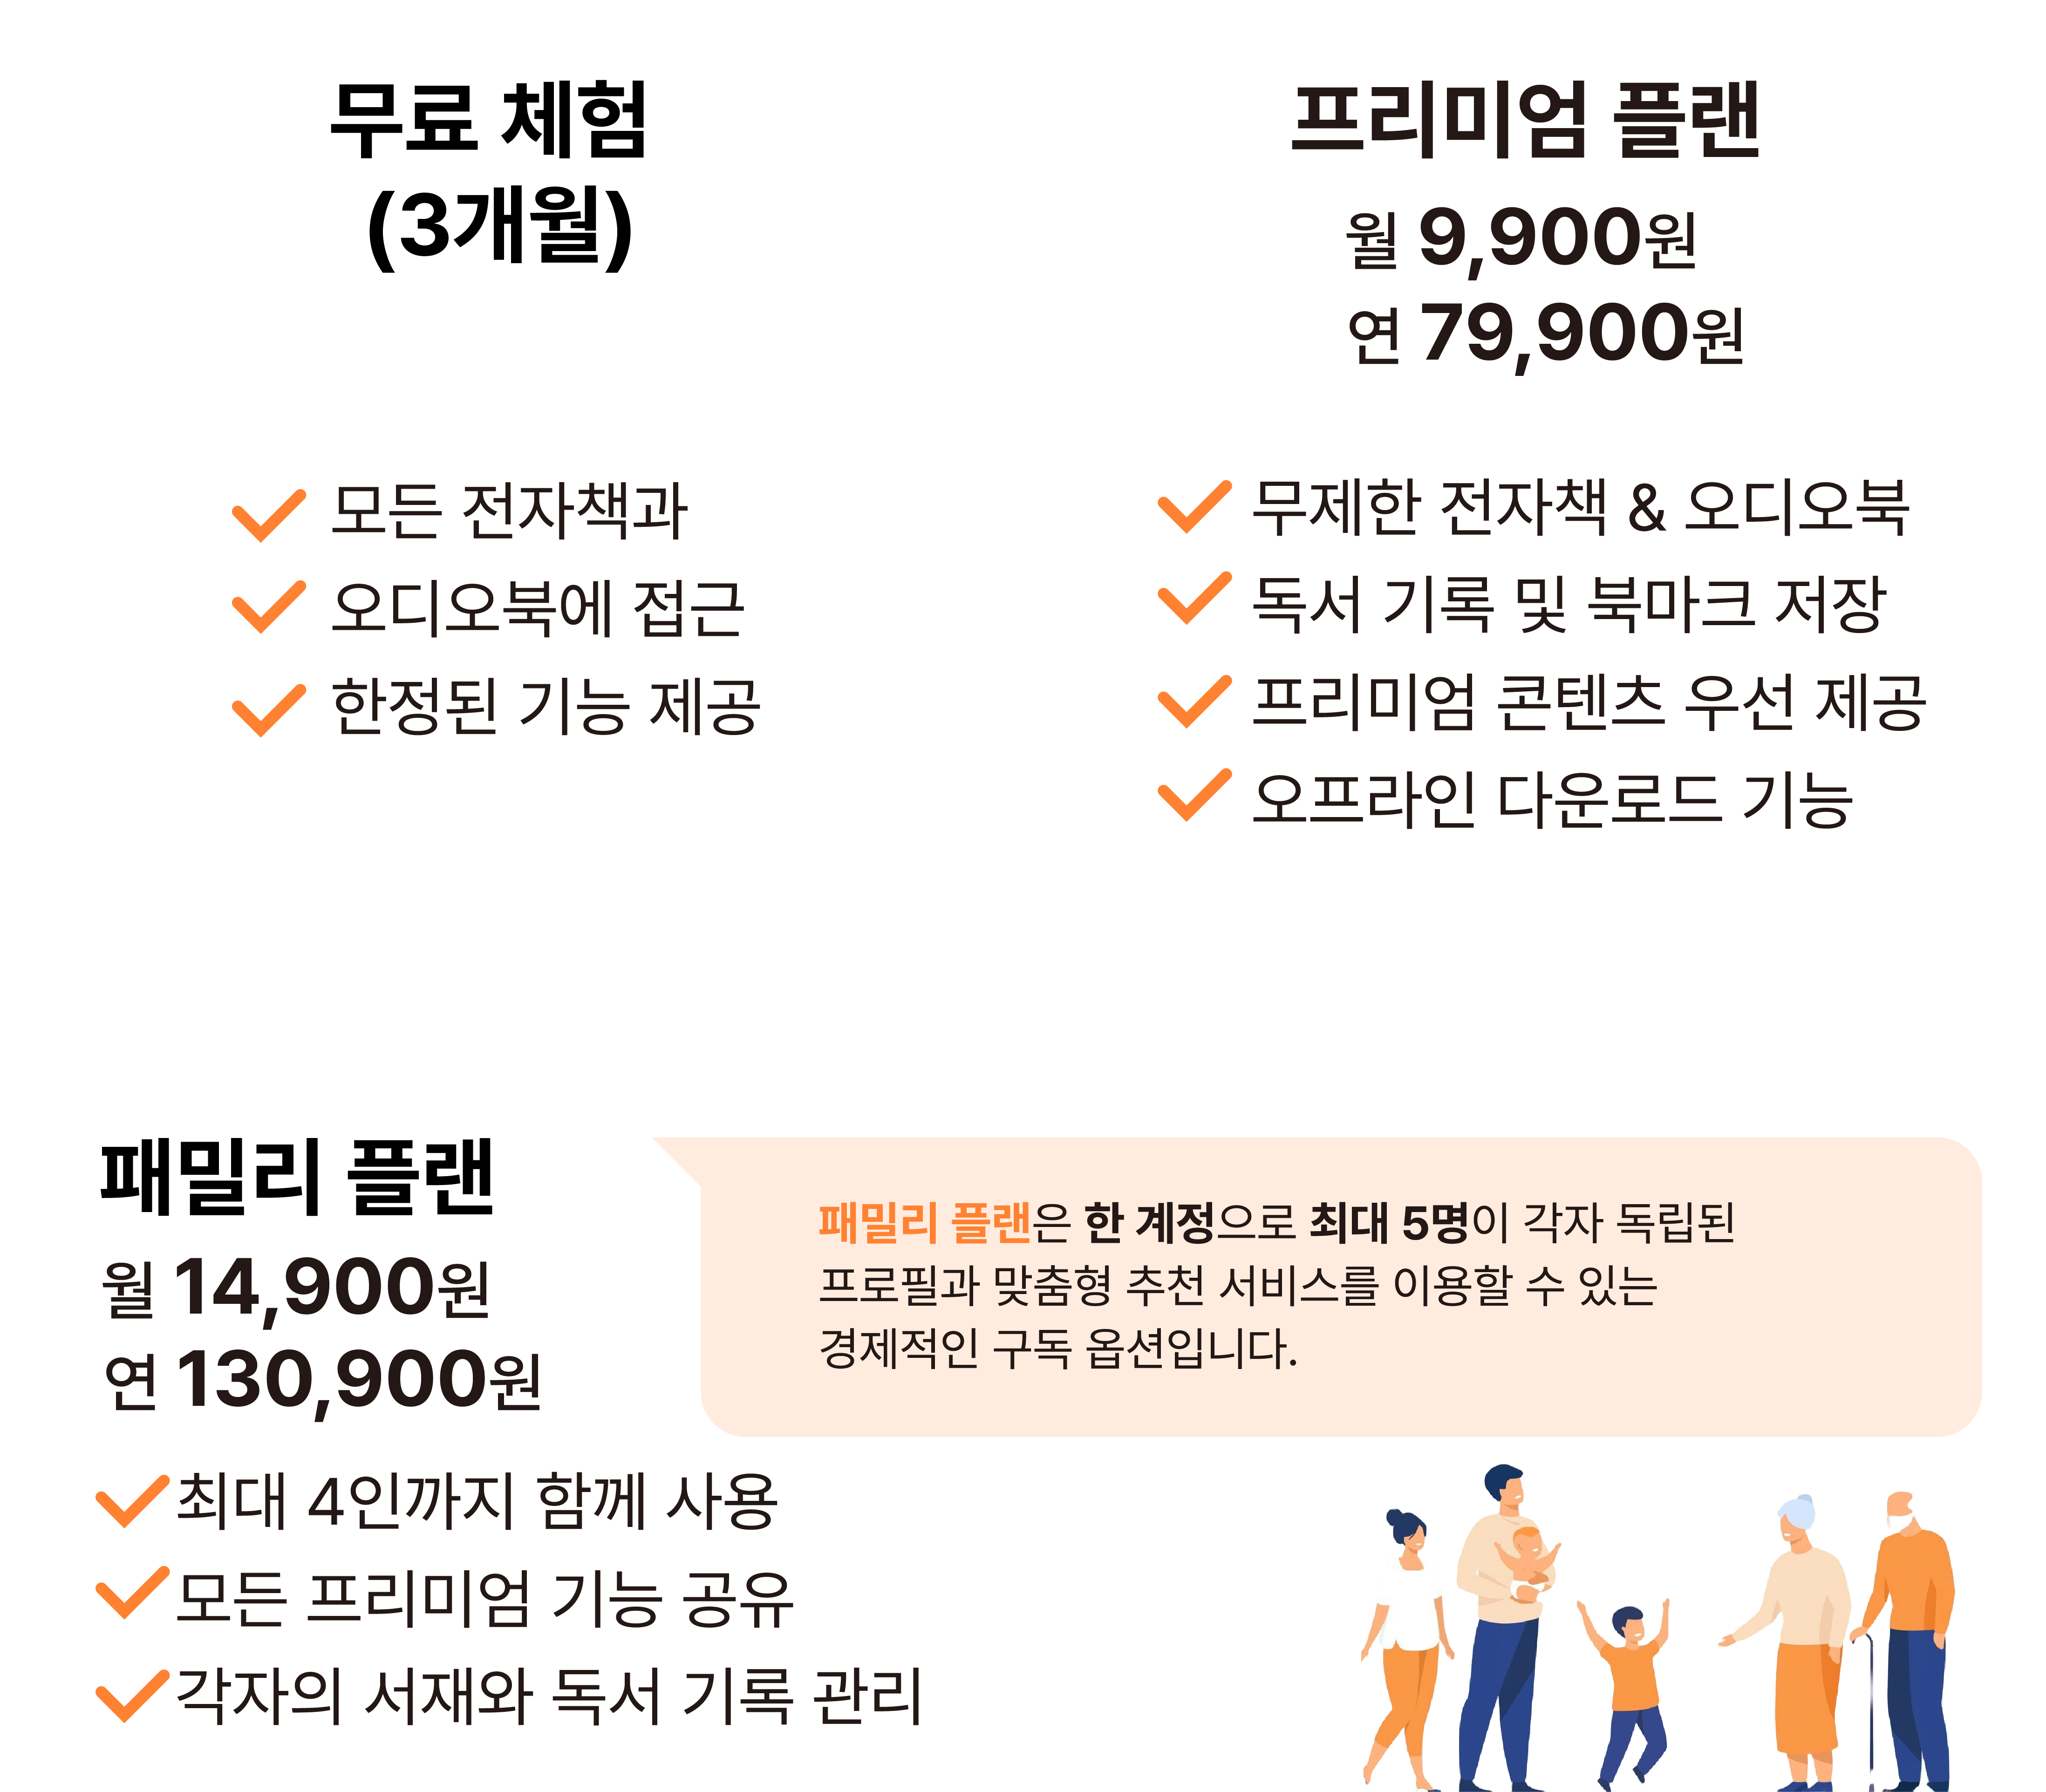 무료 체험
(3개월)
모든 전자책과
오디오북에 접근
한정된 기능 제공
프리미엄 플랜
월 9,900원
연 79,900원
무제한 전자책 & 오디오북
독서 기록 및 북마크 저장
프리미엄 콘텐츠 우선 제공
오프라인 다운로드 기능
패밀리 플랜
월 14,900원
연 130,900원
최대 4인까지 함께 사용
모든 프리미엄 기능 공유
각자의 서재와 독서 기록 관리
패밀리 플랜은 한 계정으로 최대 5명이 각자 독립된
프로필과 맞춤형 추천 서비스를 이용할 수 있는
경제적인 구독 옵션입니다.